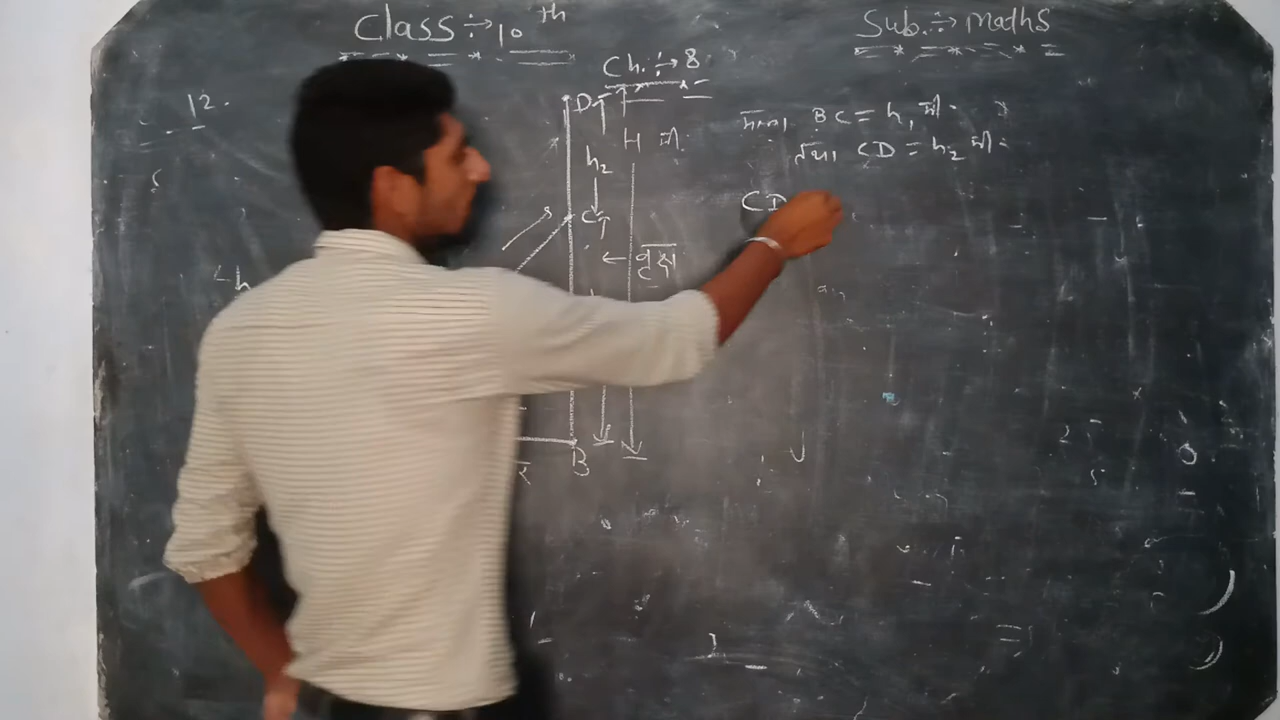 Class ÷→ 10th
Sub. ÷→ Maths
Ch. ÷→ 8
12.
D
H मी.
h₂
C
← वृक्ष
B
माना BC = h₁ मी.
तथा CD = h₂ मी.
CD